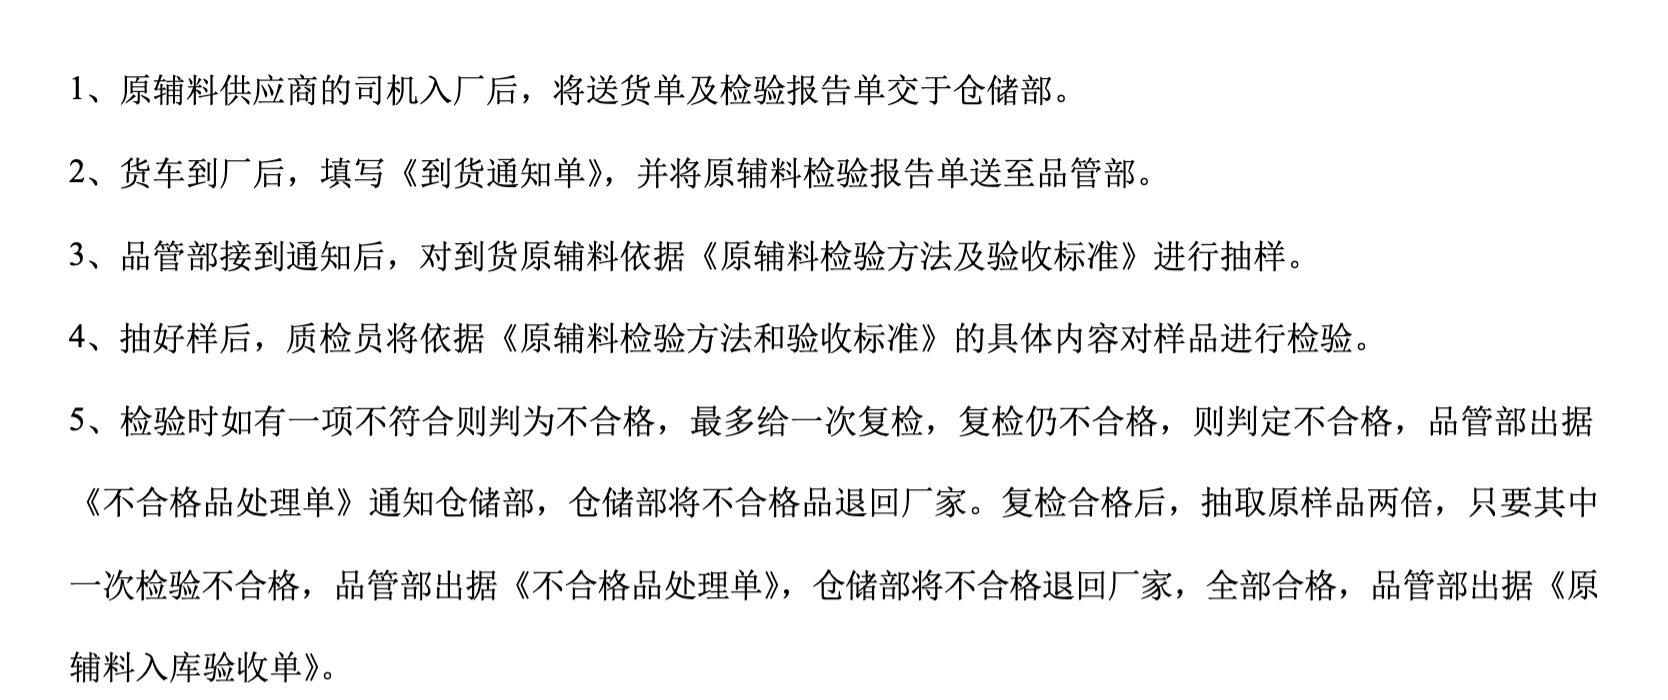 1、原辅料供应商的司机入厂后，将送货单及检验报告单交于仓储部。
2、货车到厂后，填写《到货通知单》，并将原辅料检验报告单送至品管部。
3、品管部接到通知后，对到货原辅料依据《原辅料检验方法及验收标准》进行抽样。
4、抽好样后，质检员将依据《原辅料检验方法和验收标准》的具体内容对样品进行检验。
5、检验时如有一项不符合则判为不合格，最多给一次复检，复检仍不合格，则判定不合格，品管部出据
《不合格品处理单》通知仓储部，仓储部将不合格品退回厂家。复检合格后，抽取原样品两倍，只要其中
一次检验不合格，品管部出据《不合格品处理单》，仓储部将不合格退回厂家，全部合格，品管部出据《原
辅料入库验收单》。